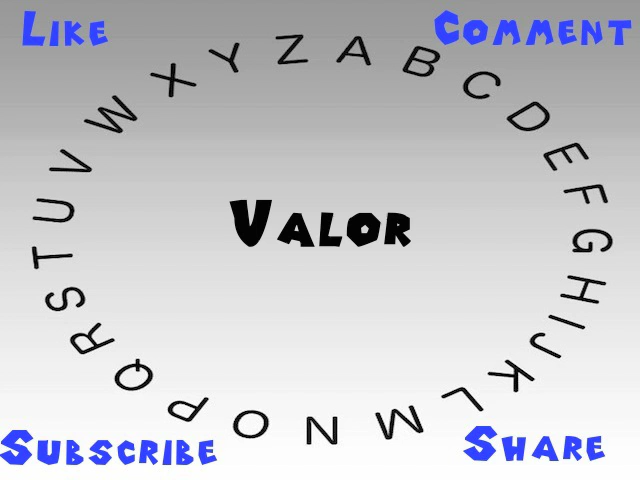 Like
Comment
A B C D E F G H I J K L M N O P Q R S T U V W X Y Z
Valor
Subscribe
Share